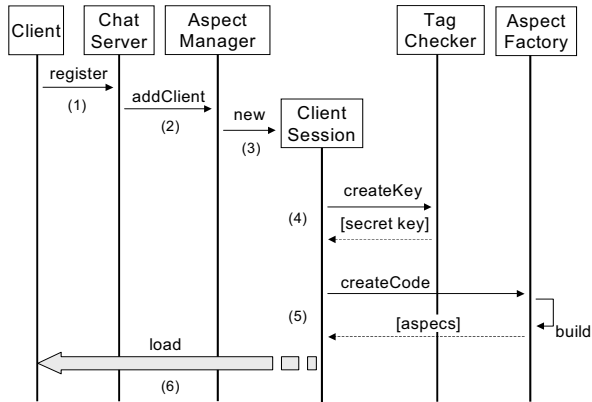 Client
Chat
Server
Aspect
Manager
Tag
Checker
Aspect
Factory
register
(1)
addClient
(2)
new
(3)
Client
Session
createKey
(4)
[secret key]
createCode
(5)
[aspecs]
build
load
(6)